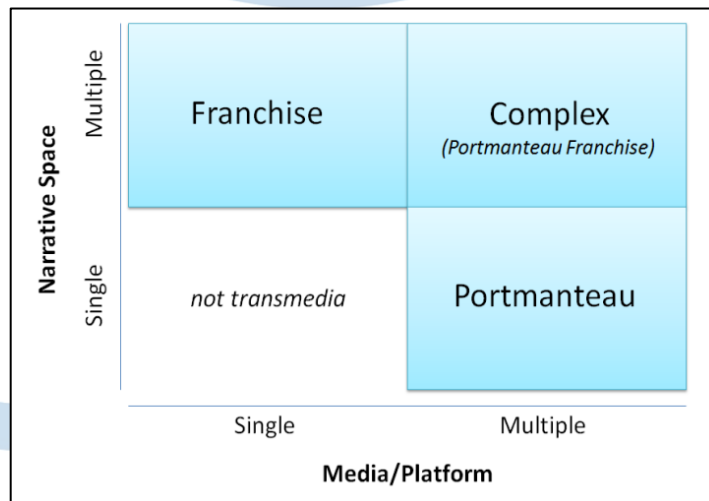 Narrative Space
Multiple
Single
Franchise
Complex
(Portmanteau Franchise)
not transmedia
Portmanteau
Single
Multiple
Media/Platform